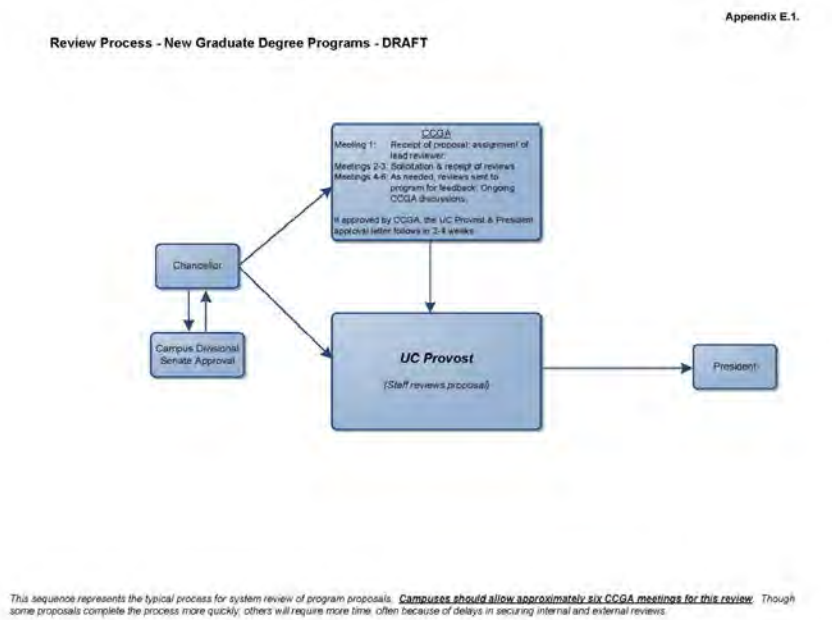 Appendix E.1.
Review Process - New Graduate Degree Programs - DRAFT
CCGA
Meeting 1: Receipt of proposal; assignment of
lead reviewer.
Meetings 2-3: Solicitation & receipt of reviews
Meetings 4-6: As needed, reviews sent to
program for feedback. Ongoing
CCGA discussions.
If approved by CCGA, the UC Provost & President
approval letter follows in 2-4 weeks
Chancellor
Campus Divisional
Senate Approval
UC Provost
(Staff reviews proposal)
President
This sequence represents the typical process for system review of program proposals. Campuses should allow approximately six CCGA meetings for this review. Though
some proposals complete the process more quickly, others will require more time, often because of delays in securing internal and external reviews.